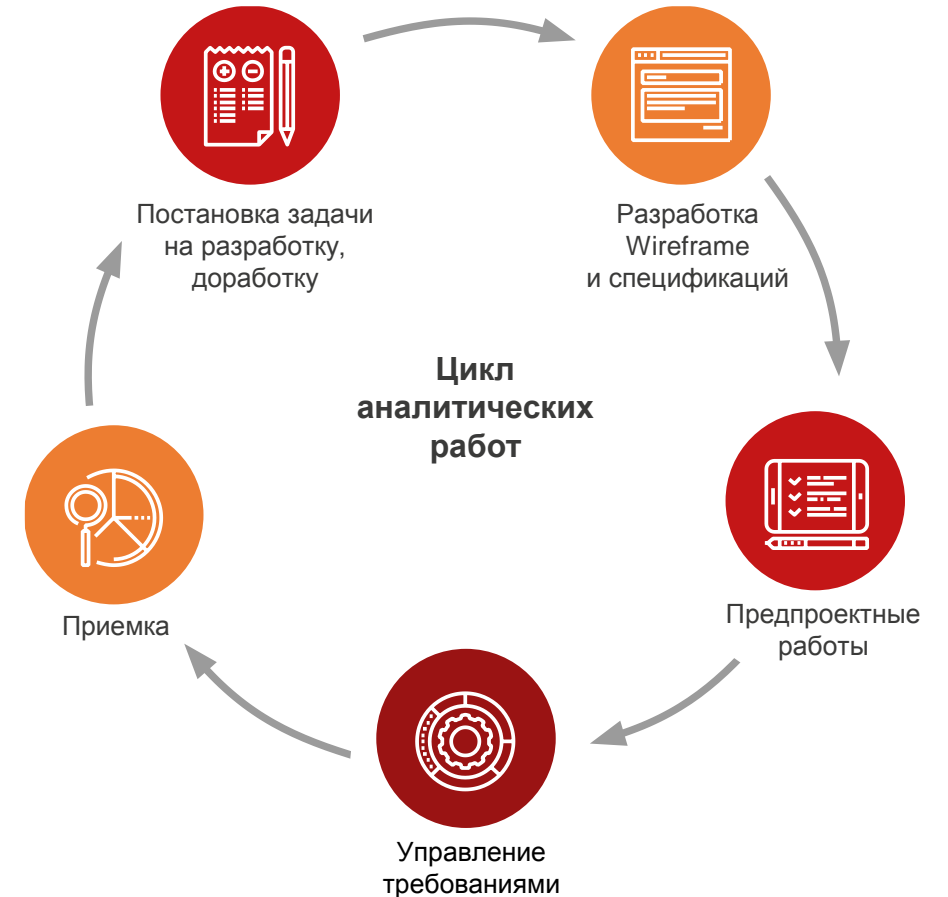 Постановка задачи
на разработку,
доработку
Разработка
Wireframe
и спецификаций
Цикл
аналитических
работ
Предпроектные
работы
Приемка
Управление
требованиями